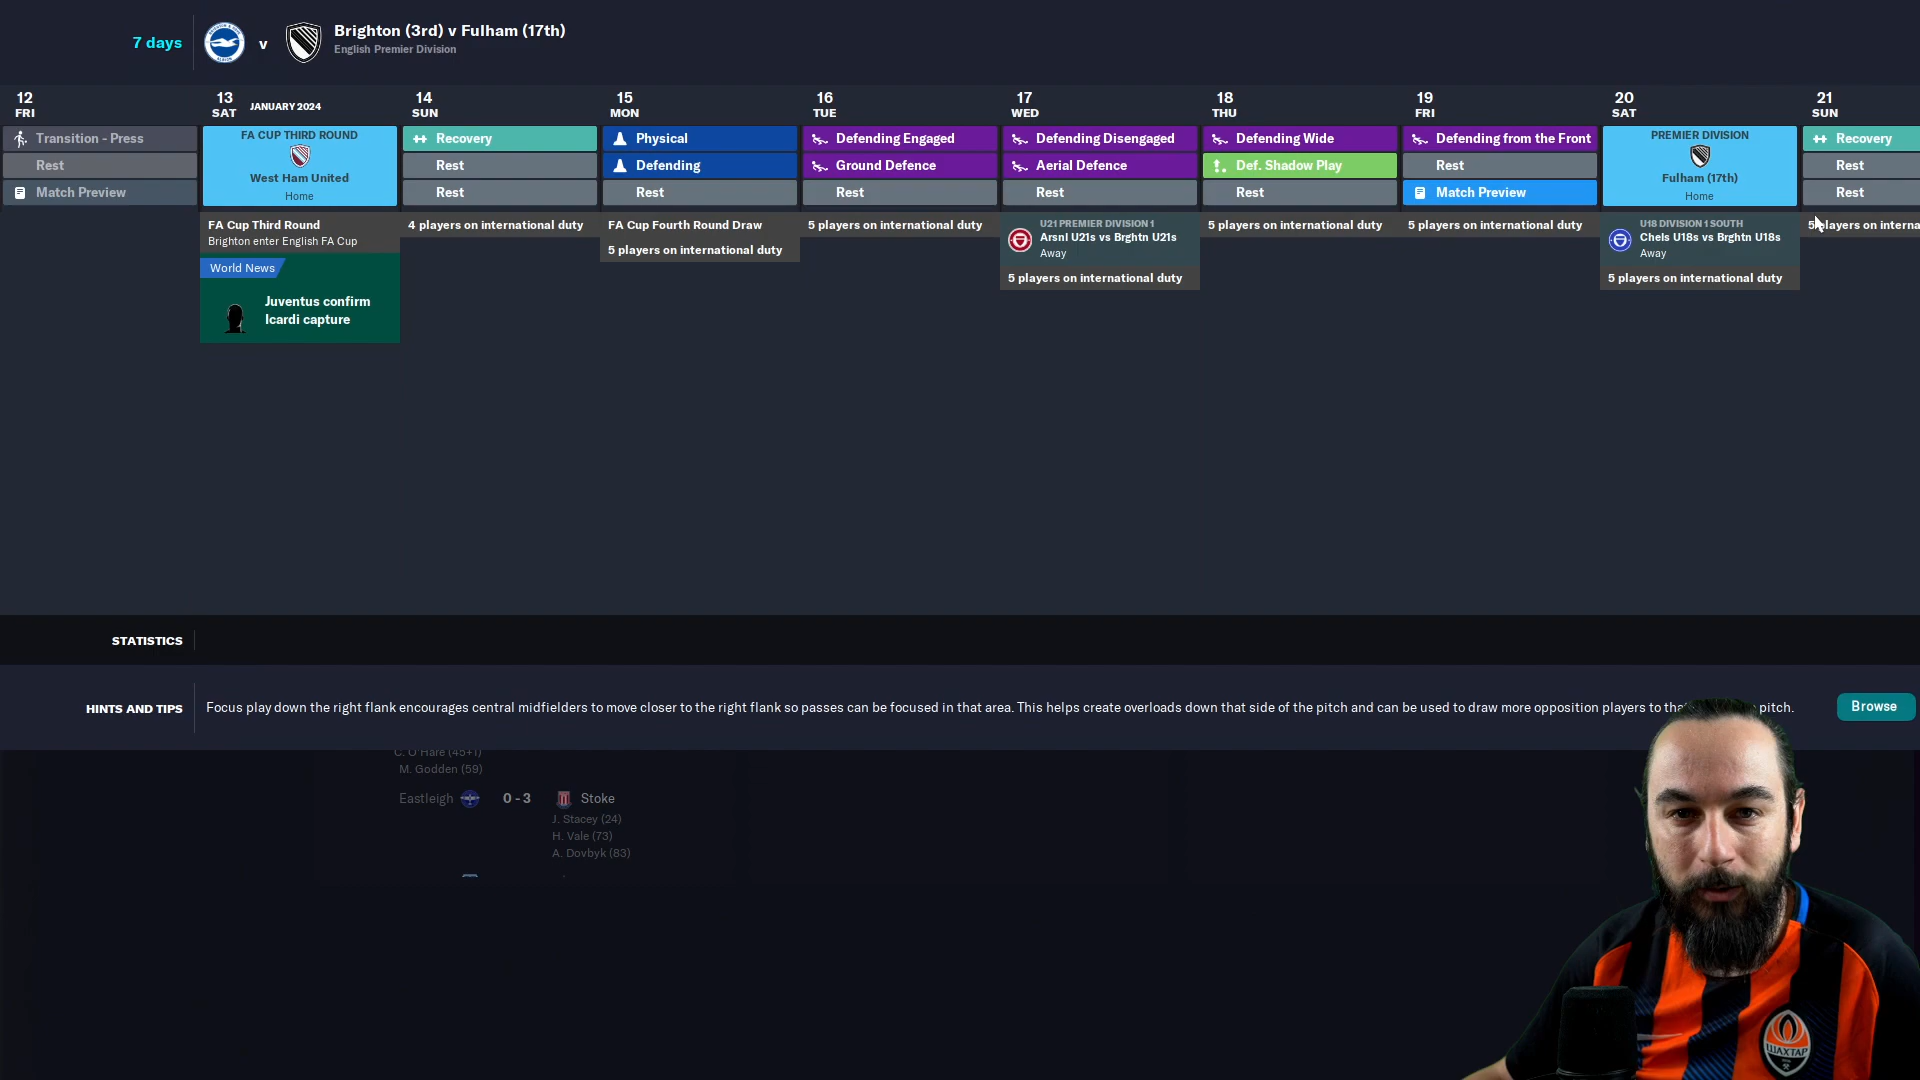 7 days
v
Brighton (3rd) v Fulham (17th)
English Premier Division
12
FRI
Transition - Press
Rest
Match Preview
13
SAT
JANUARY 2024
FA CUP THIRD ROUND
West Ham United
Home
FA Cup Third Round
Brighton enter English FA Cup
World News
Juventus confirm
Icardi capture
14
SUN
Recovery
Rest
Rest
4 players on international duty
15
MON
Physical
Defending
Rest
FA Cup Fourth Round Draw
5 players on international duty
16
TUE
Defending Engaged
Ground Defence
Rest
5 players on international duty
17
WED
Defending Disengaged
Aerial Defence
Rest
U21 PREMIER DIVISION 1
Arsnl U21s vs Brghtn U21s
Away
5 players on international duty
18
THU
Defending Wide
Def. Shadow Play
Rest
5 players on international duty
19
FRI
Defending from the Front
Rest
Match Preview
5 players on international duty
20
SAT
PREMIER DIVISION
Fulham (17th)
Home
U18 DIVISION 1 SOUTH
Chels U18s vs Brghtn U18s
Away
5 players on international duty
21
SUN
Recovery
Rest
Rest
5 players on interna
STATISTICS
HINTS AND TIPS
Focus play down the right flank encourages central midfielders to move closer to the right flank so passes can be focused in that area. This helps create overloads down that side of the pitch and can be used to draw more opposition players to pitch.
Browse
C. O'Hare (45+1)
M. Godden (59)
Eastleigh 0 - 3 Stoke
J. Stacey (24)
H. Vale (73)
A. Dovbyk (83)
ШАХТАР